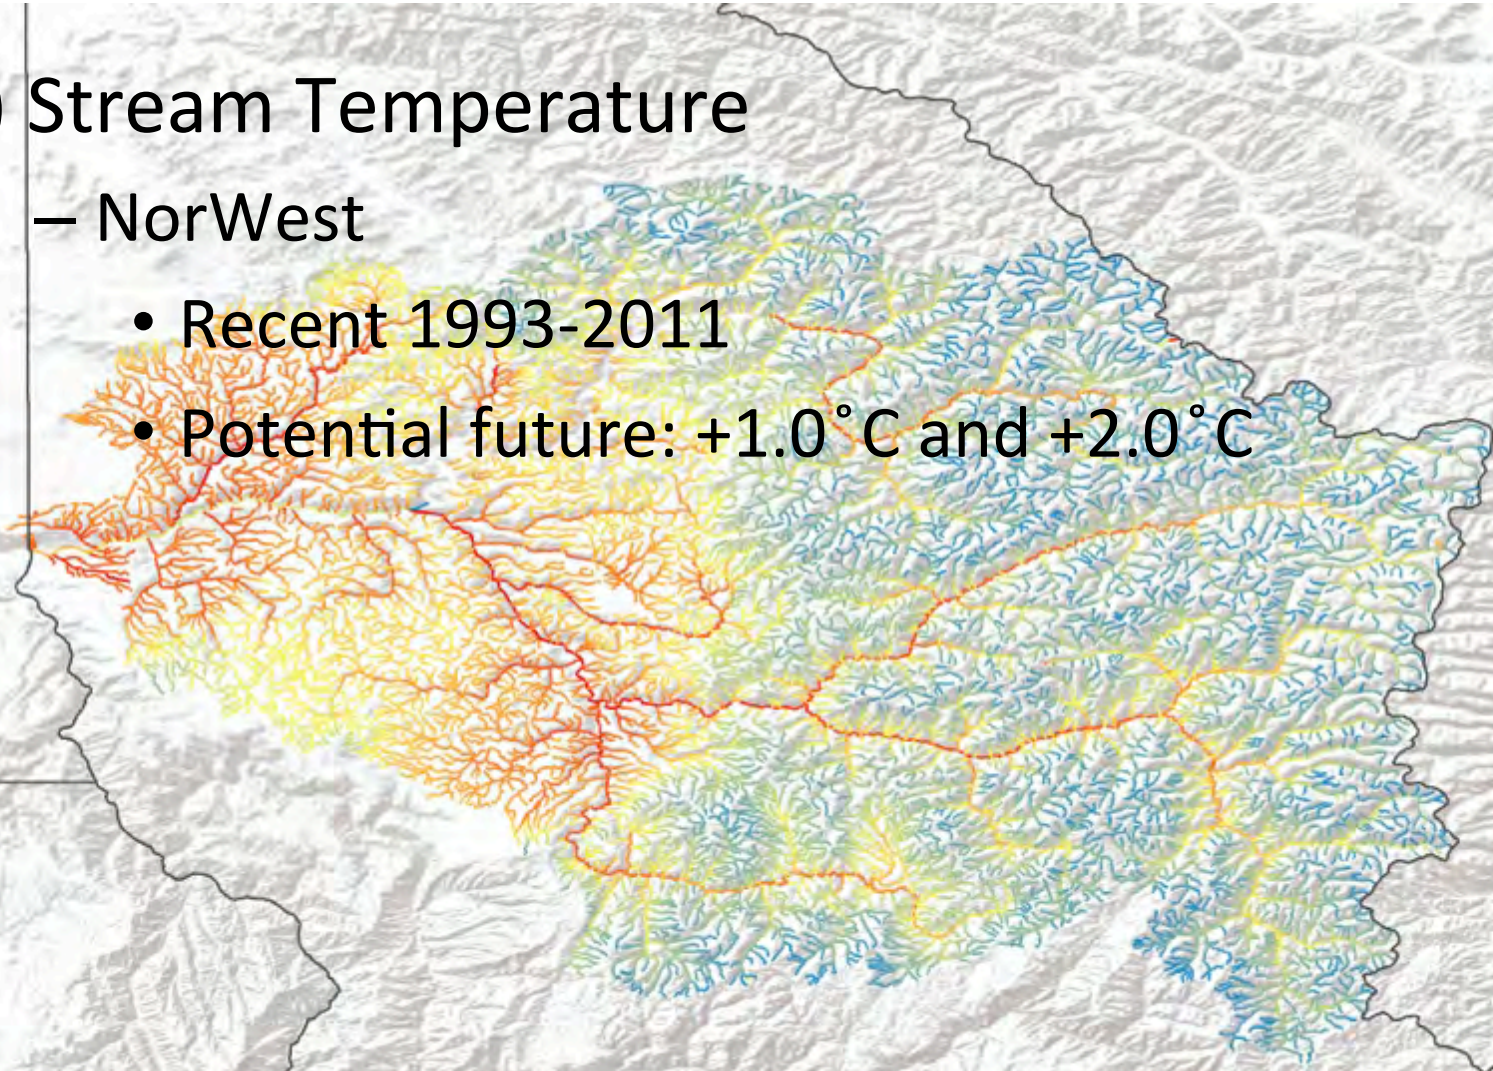 ) Stream Temperature
– NorWest
• Recent 1993-2011
• Potential future: +1.0˚C and +2.0˚C